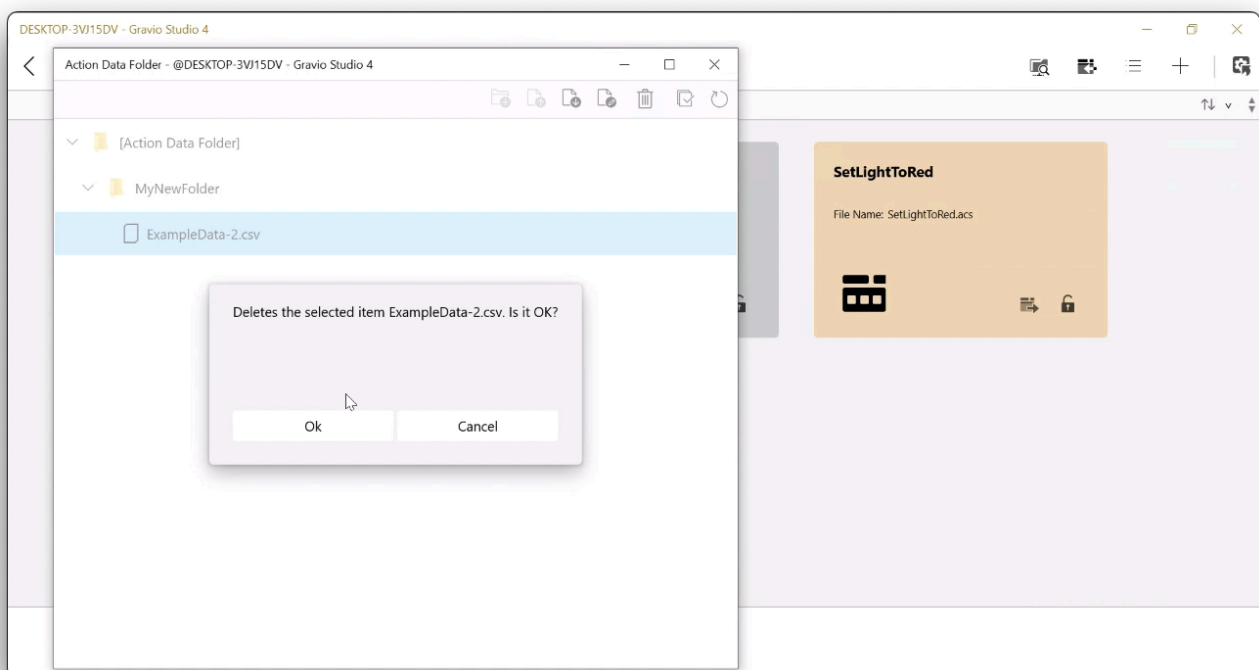 DESKTOP-3VJ15DV - Gravio Studio 4
Action Data Folder - @DESKTOP-3VJ15DV - Gravio Studio 4
[Action Data Folder]
MyNewFolder
ExampleData-2.csv
Deletes the selected item ExampleData-2.csv. Is it OK?
Ok
Cancel
SetLightToRed
File Name: SetLightToRed.acs